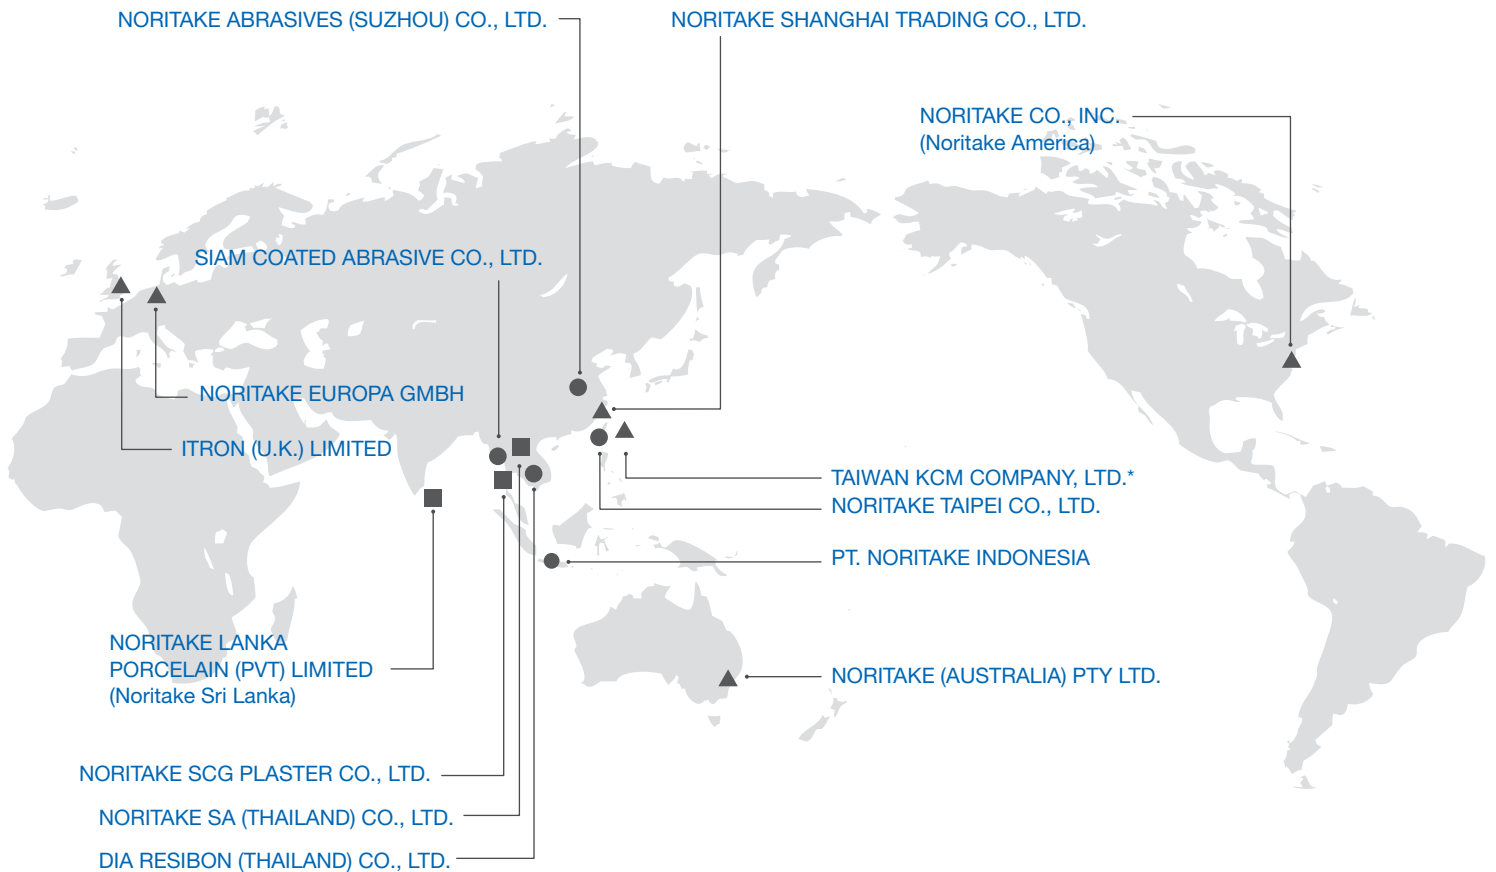 NORITAKE ABRASIVES (SUZHOU) CO., LTD.
NORITAKE SHANGHAI TRADING CO., LTD.
NORITAKE CO., INC.
(Noritake America)
SIAM COATED ABRASIVE CO., LTD.
NORITAKE EUROPA GMBH
ITRON (U.K.) LIMITED
TAIWAN KCM COMPANY, LTD.*
NORITAKE TAIPEI CO., LTD.
PT. NORITAKE INDONESIA
NORITAKE LANKA
PORCELAIN (PVT) LIMITED
(Noritake Sri Lanka)
NORITAKE (AUSTRALIA) PTY LTD.
NORITAKE SCG PLASTER CO., LTD.
NORITAKE SA (THAILAND) CO., LTD.
DIA RESIBON (THAILAND) CO., LTD.